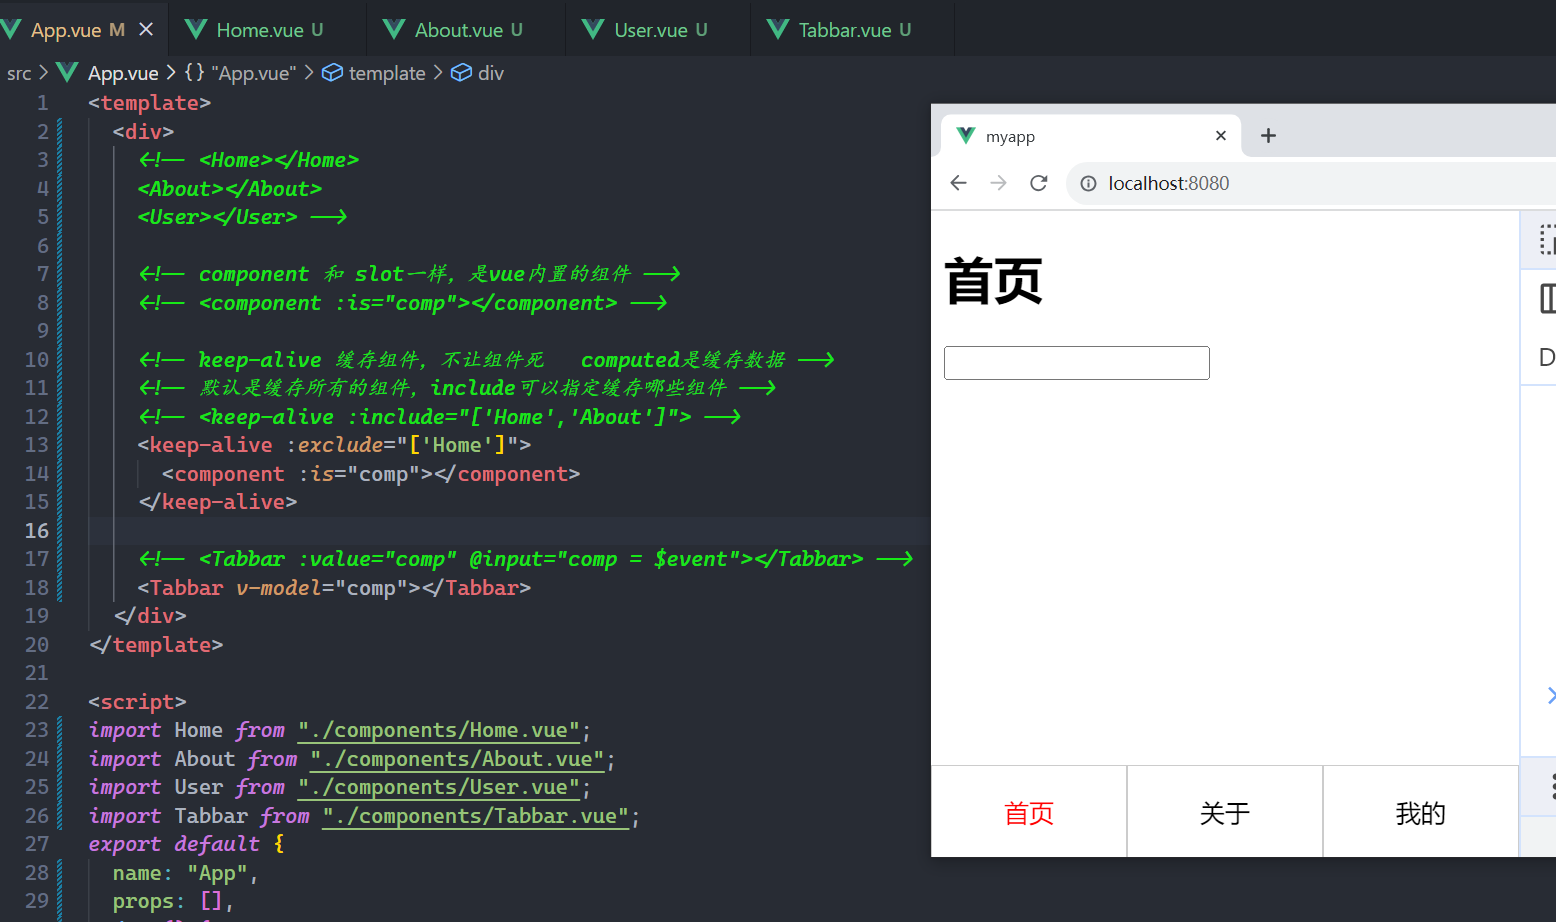 App.vue M
Home.vue U
About.vue U
User.vue U
Tabbar.vue U
src > App.vue > {} "App.vue" > template > div
1 <template>
2 <div>
3 <!-- <Home></Home>
4 <About></About>
5 <User></User> -->
6
7 <!-- component 和 slot一样，是vue内置的组件 -->
8 <!-- <component :is="comp"></component> -->
9
10 <!-- keep-alive 缓存组件，不让组件死 computed是缓存数据 -->
11 <!-- 默认是缓存所有的组件，include可以指定缓存哪些组件 -->
12 <!-- <keep-alive :include="['Home','About']"> -->
13 <keep-alive :exclude="['Home']">
14 <component :is="comp"></component>
15 </keep-alive>
16
17 <!-- <Tabbar :value="comp" @input="comp = $event"></Tabbar> -->
18 <Tabbar v-model="comp"></Tabbar>
19 </div>
20 </template>
21
22 <script>
23 import Home from "./components/Home.vue";
24 import About from "./components/About.vue";
25 import User from "./components/User.vue";
26 import Tabbar from "./components/Tabbar.vue";
27 export default {
28 name: "App",
29 props: [],
myapp
localhost:8080
首页
D
首页
关于
我的